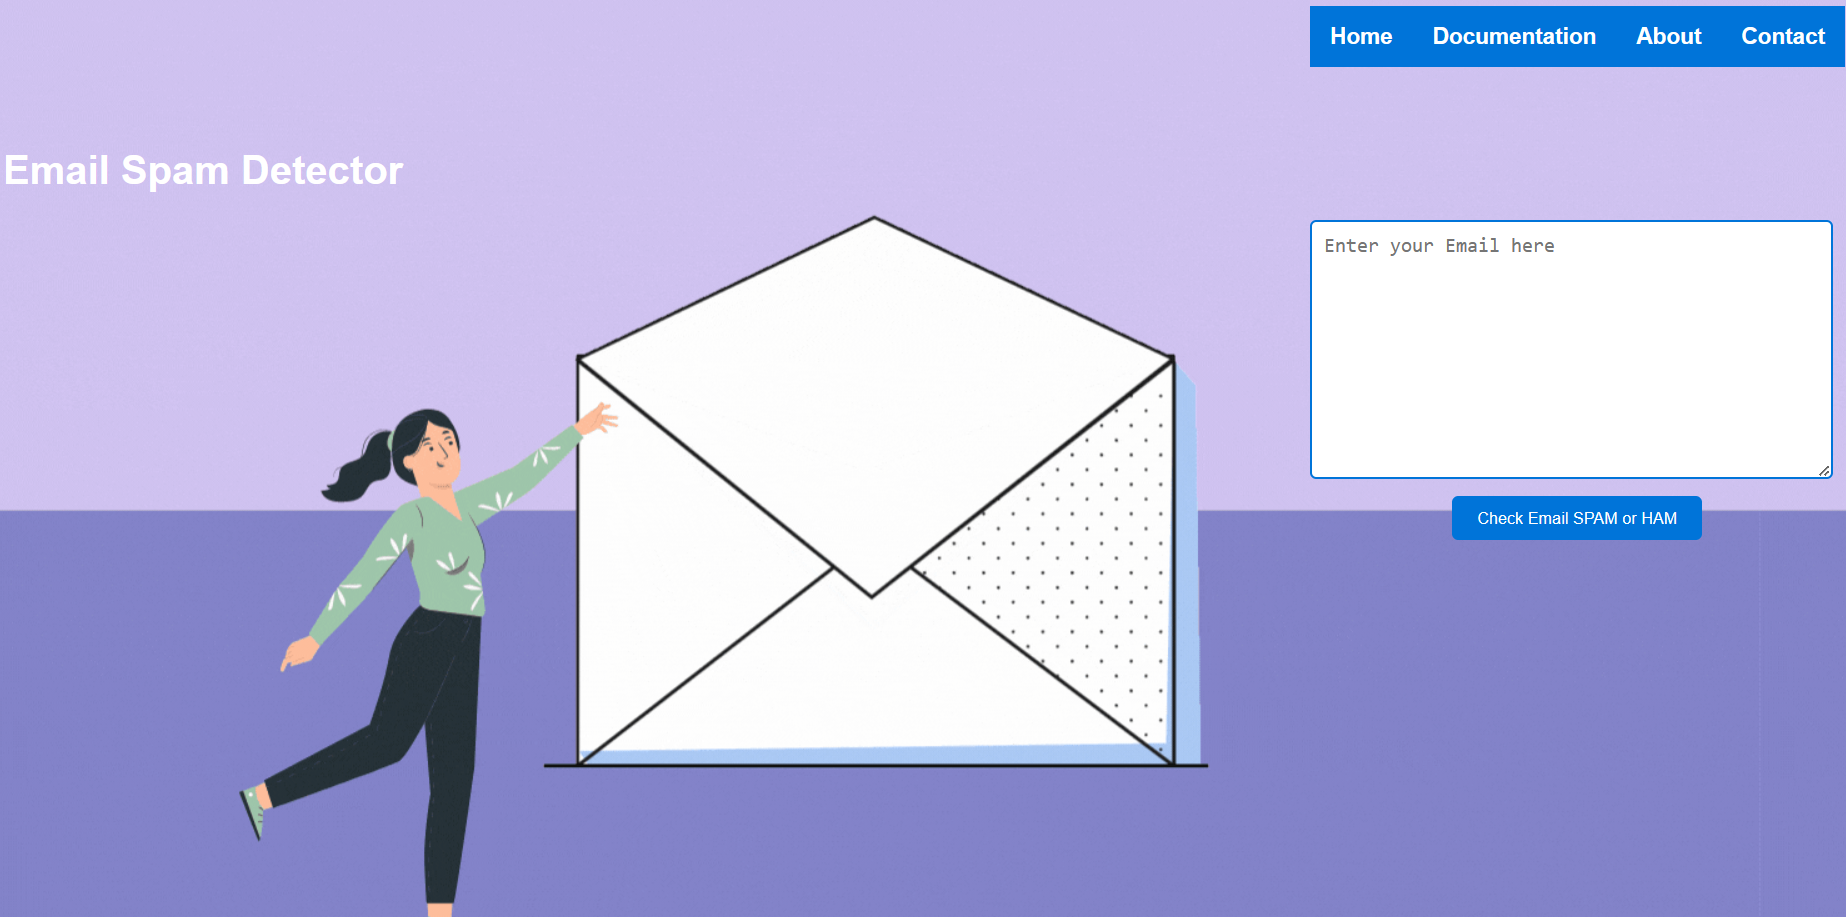 Home Documentation About Contact
Email Spam Detector
Enter your Email here
Check Email SPAM or HAM